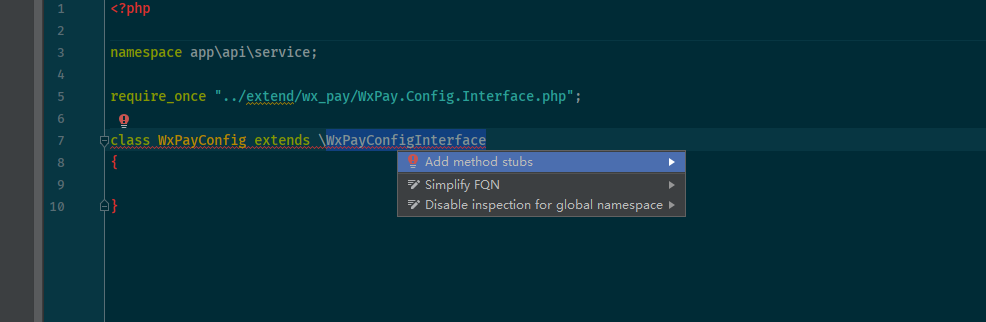 1 <?php
2
3 namespace app\api\service;
4
5 require_once "../extend/wx_pay/WxPay.Config.Interface.php";
6
7 class WxPayConfig extends \WxPayConfigInterface
8 {
Add method stubs
9
Simplify FQN
10 }
Disable inspection for global namespace